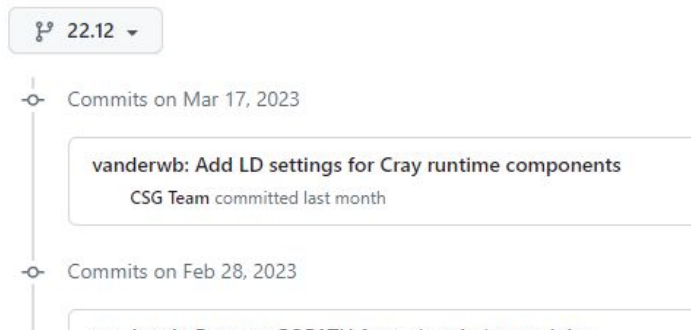 22.12
Commits on Mar 17, 2023
vanderwb: Add LD settings for Cray runtime components
CSG Team committed last month
Commits on Feb 28, 2023